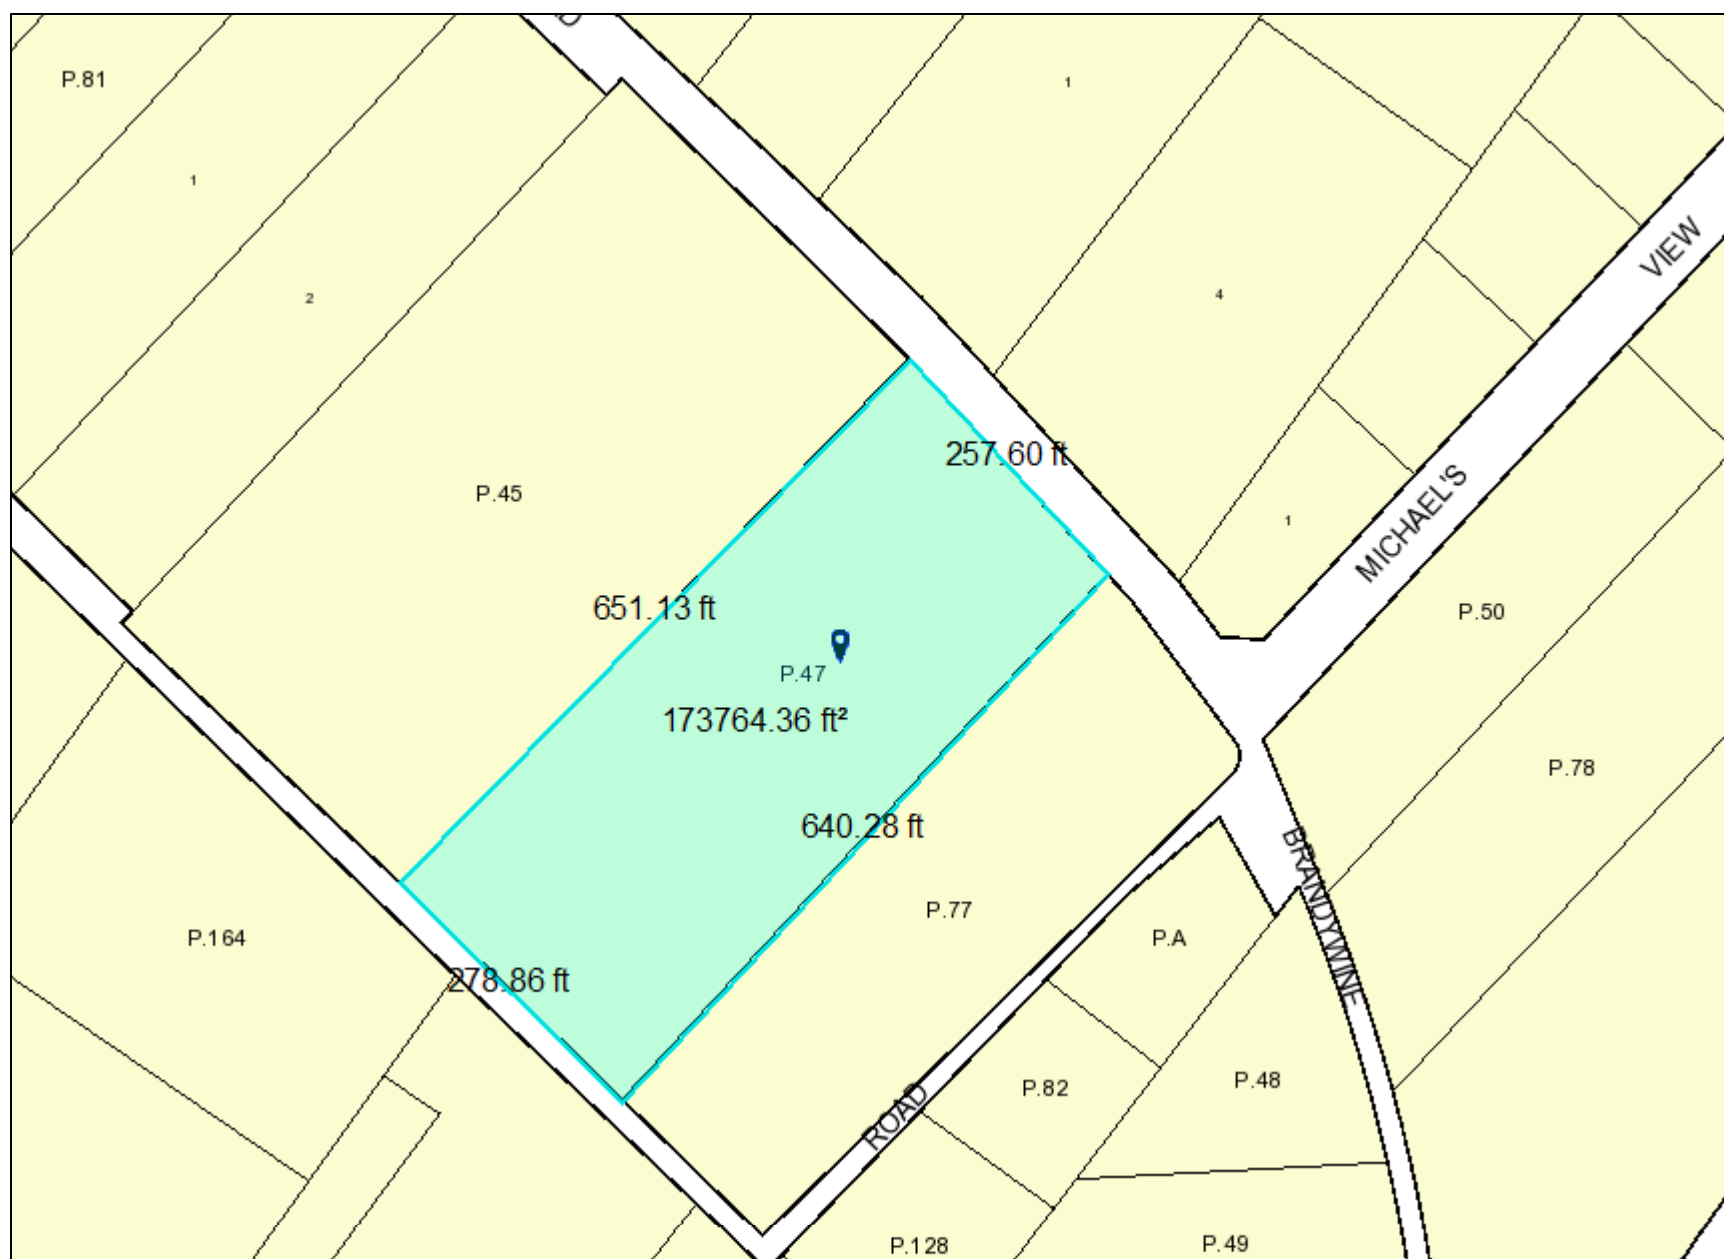 D
P.81
1
1
VIEW
2
4
257.60 ft
P.45
MICHAEL'S
1
651.13 ft
P.50
P.47
173764.36 ft²
P.78
640.28 ft
BRANDYWINE
P.77
P.164
P.A
278.86 ft
P.48
P.82
ROAD
P.128
P.49